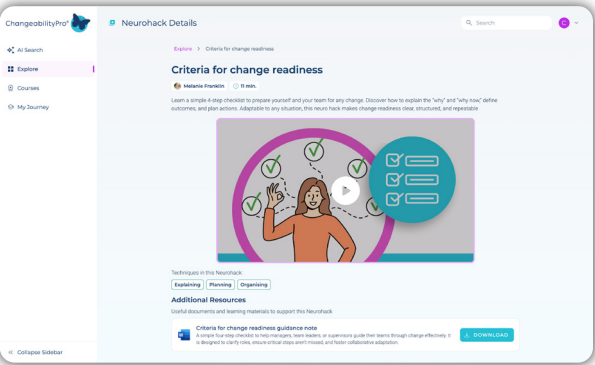 ChangeabilityPro®
Neurohack Details
Search
C
AI Search
Explore
Courses
My Journey
Explore > Criteria for change readiness
Criteria for change readiness
Melanie Franklin
11 min.
Learn a simple 4-step checklist to prepare yourself and your team for any change. Discover how to explain the "why" and "why now," define
outcomes, and plan actions. Adaptable to any situation, this neuro hack makes change readiness clear, structured, and repeatable
Techniques in this Neurohack
Explaining
Planning
Organising
Additional Resources
Useful documents and learning materials to support this Neurohack
Criteria for change readiness guidance note
A simple four-step checklist to help managers, team leaders, or supervisors guide their teams through change effectively. It
is designed to clarify roles, ensure critical steps aren't missed, and foster collaborative adaptation.
DOWNLOAD
Collapse Sidebar